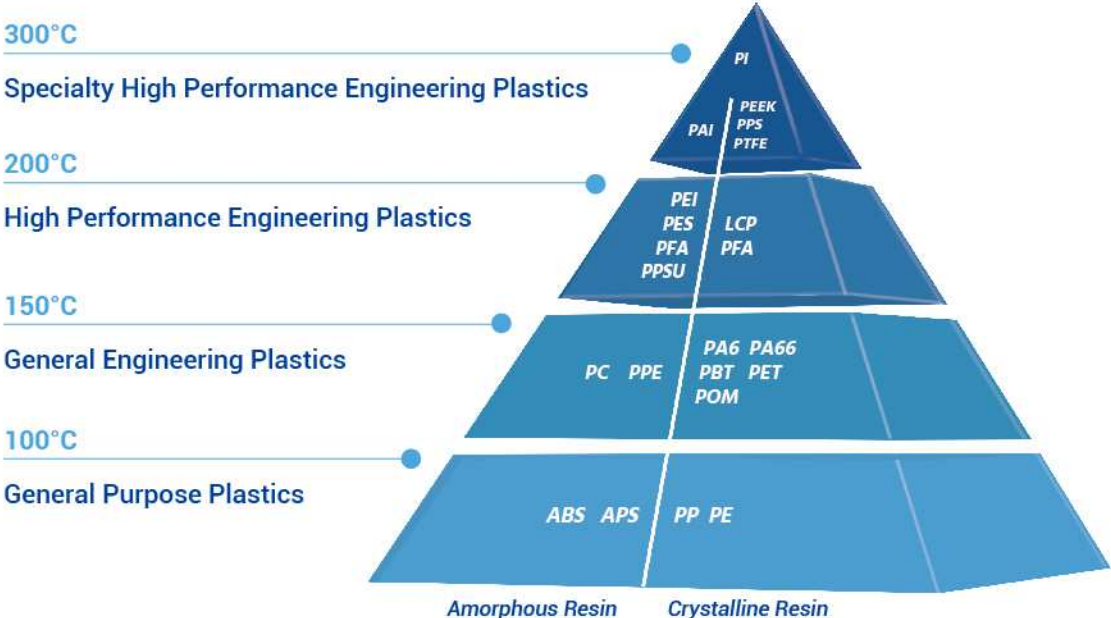 300°C
Specialty High Performance Engineering Plastics
PI
PAI
PEEK
PPS
PTFE
200°C
High Performance Engineering Plastics
PEI
PES
PFA
PPSU
LCP
PFA
150°C
General Engineering Plastics
PC PPE
PA6 PA66
PBT PET
POM
100°C
General Purpose Plastics
ABS APS
PP PE
Amorphous Resin
Crystalline Resin